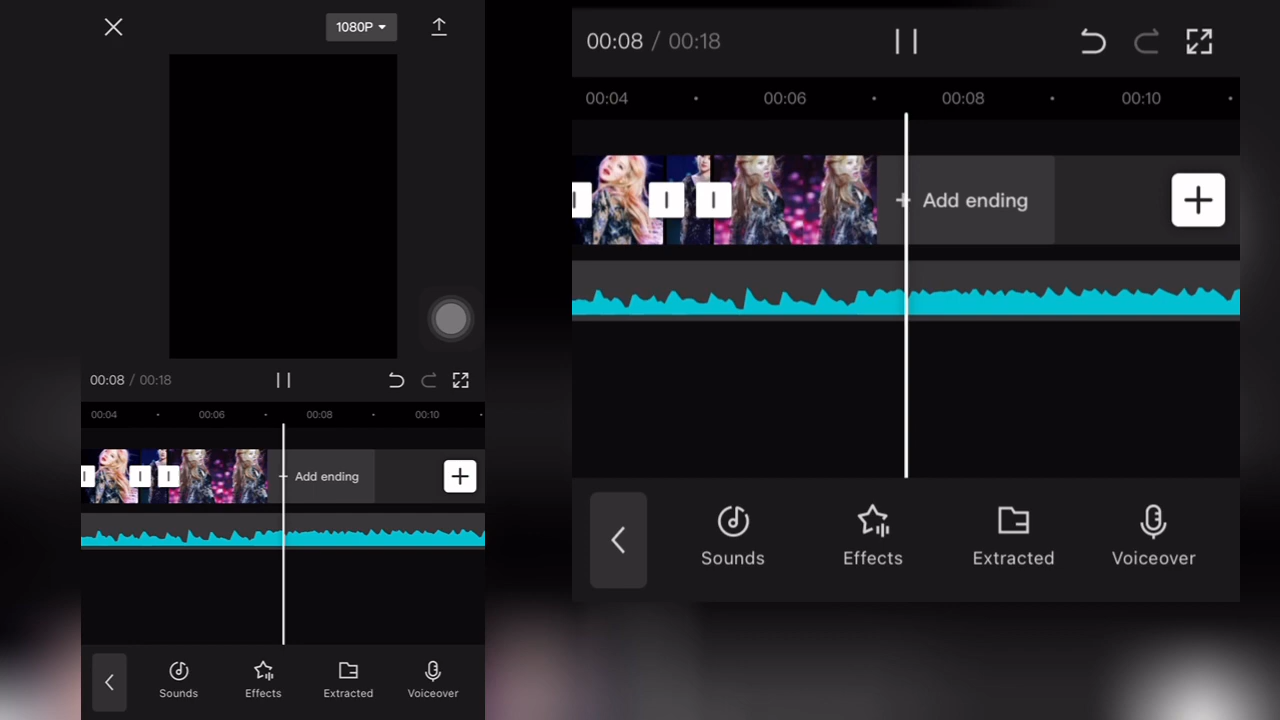 1080P
00:08 / 00:18
00:04
00:06
00:08
00:10
Add ending
Sounds
Effects
Extracted
Voiceover
00:08 / 00:18
00:04
00:06
00:08
00:10
Add ending
Sounds
Effects
Extracted
Voiceover